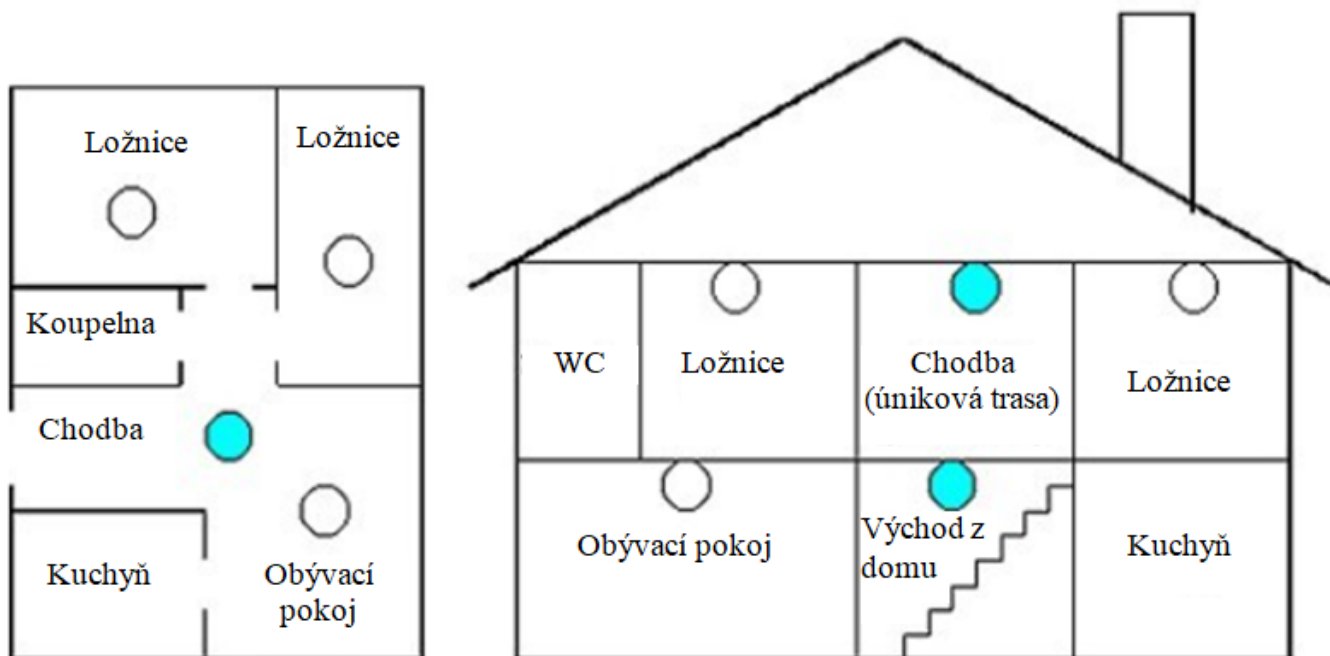 Ložnice
Ložnice
Koupelna
Chodba
Kuchyň
Obývací
pokoj
WC
Ložnice
Chodba
(úniková trasa)
Ložnice
Obývací pokoj
Východ z
domu
Kuchyň